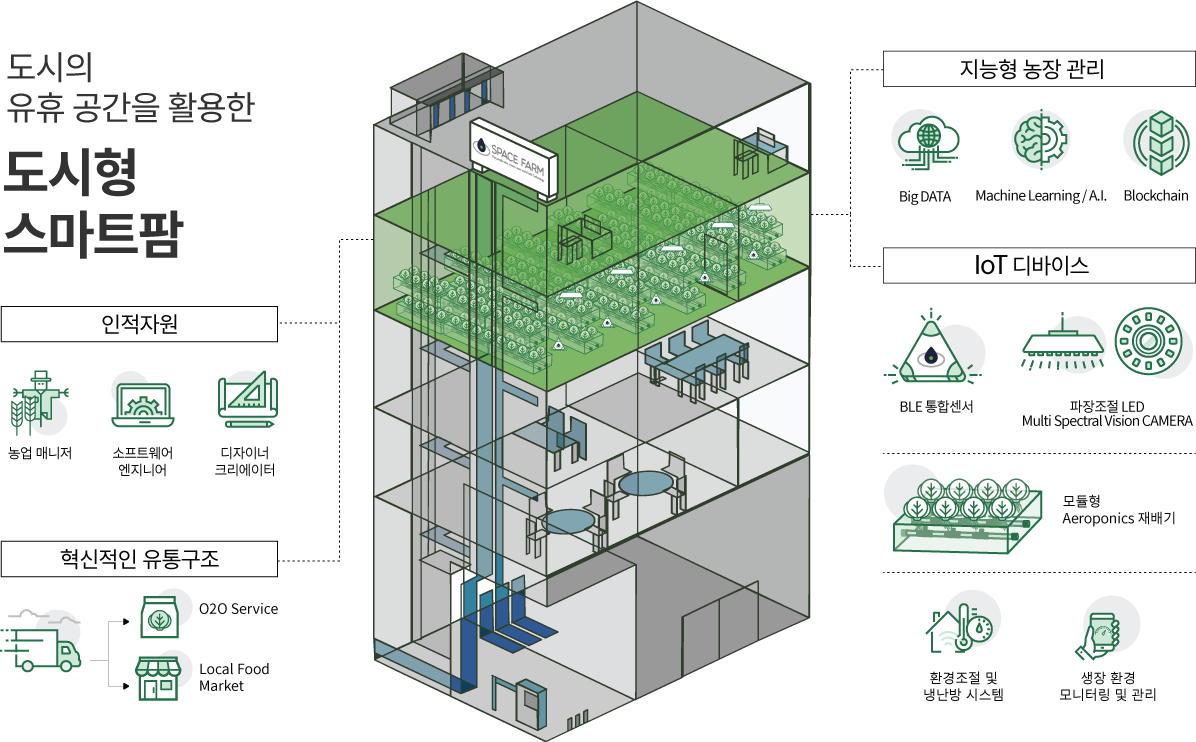 도시의
유휴 공간을 활용한
도시형
스마트팜
인적자원
농업 매니저
소프트웨어
엔지니어
디자이너
크리에이터
혁신적인 유통구조
O2O Service
Local Food
Market
SPACE FARM
지능형 농장 관리
Big DATA
Machine Learning / A.I.
Blockchain
IoT 디바이스
BLE 통합센서
파장조절 LED
Multi Spectral Vision CAMERA
모듈형
Aeroponics 재배기
환경조절 및
냉난방 시스템
생장 환경
모니터링 및 관리